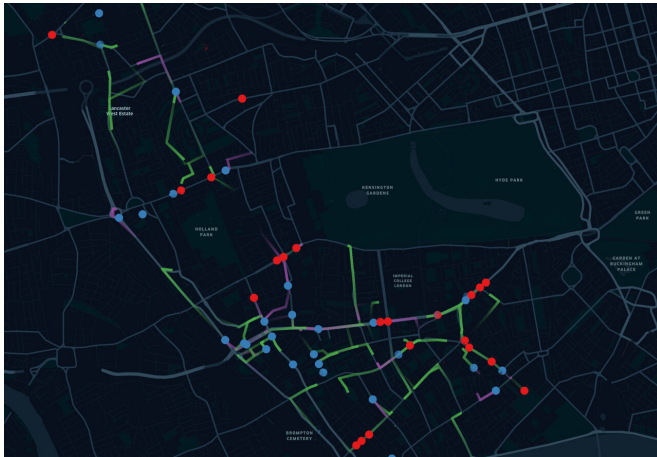 Lancaster
West Estate
KENSINGTON
GARDENS
HYDE PARK
GREEN
PARK
HOLLAND
PARK
GARDEN AT
BUCKINGHAM
PALACE
IMPERIAL
COLLEGE
LONDON
BROMPTON
CEMETERY